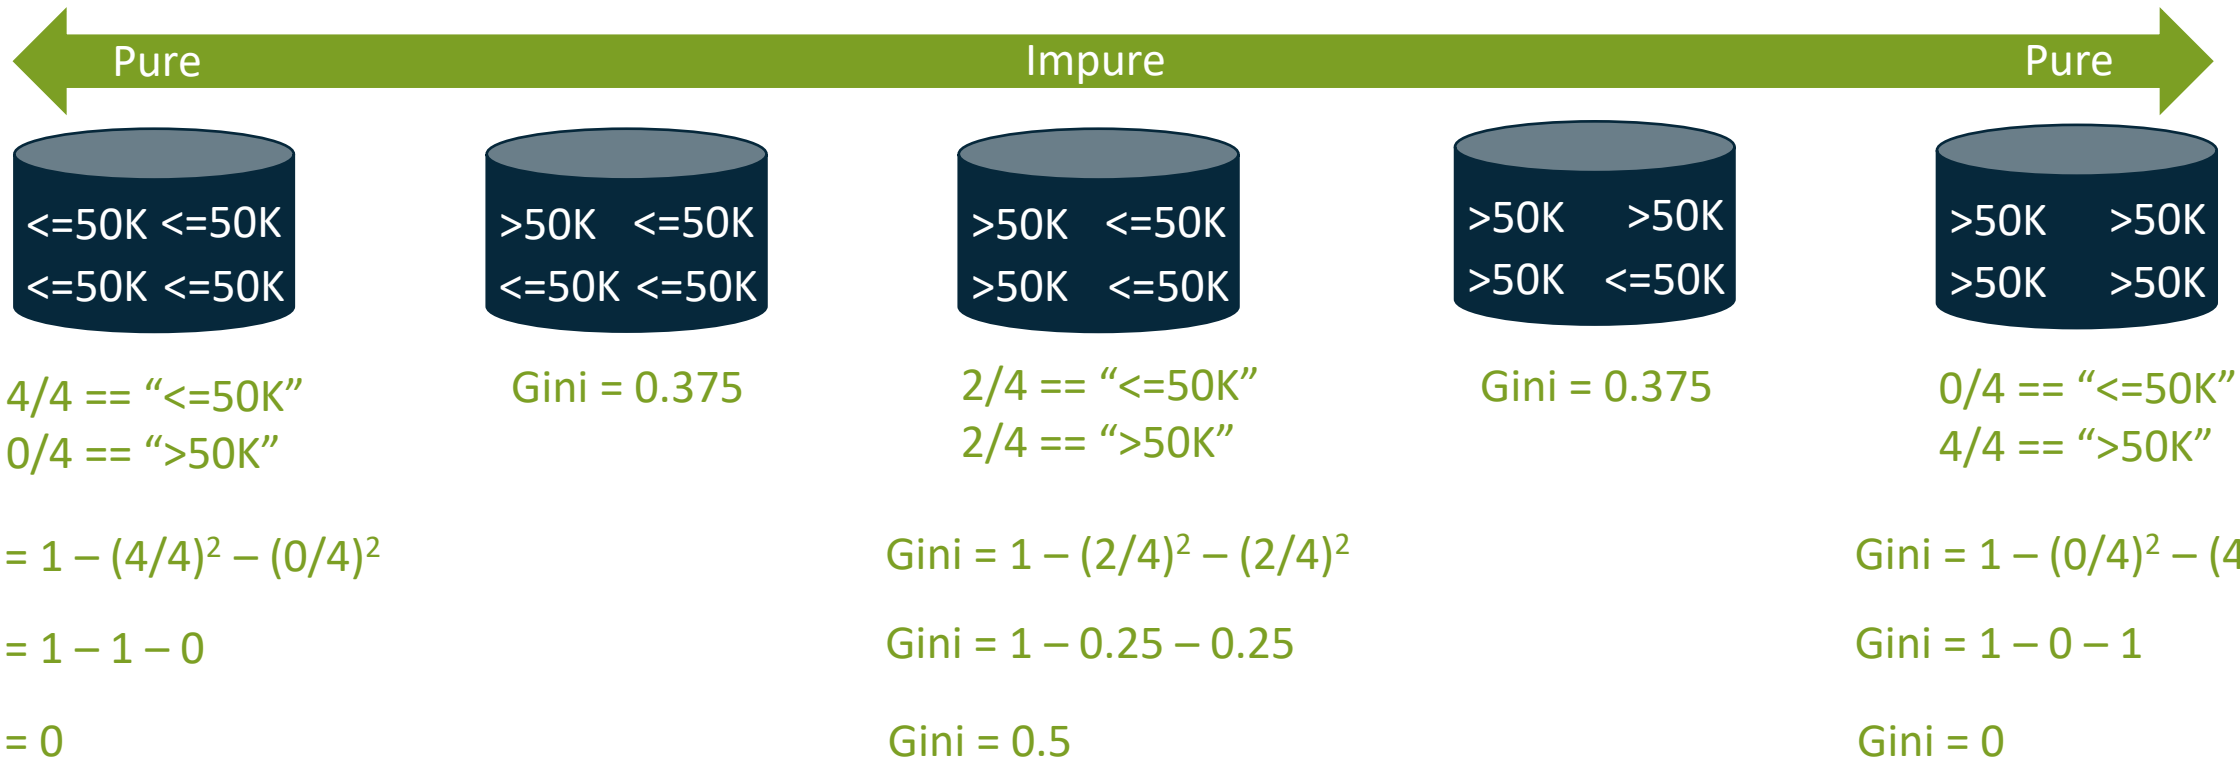 Pure Impure Pure
<=50K <=50K
<=50K <=50K
>50K <=50K
<=50K <=50K
>50K <=50K
>50K <=50K
>50K >50K
>50K <=50K
>50K >50K
>50K >50K
4/4 == “<=50K”
0/4 == “>50K”
= 1 – (4/4)² – (0/4)²
= 1 – 1 – 0
= 0
Gini = 0.375
2/4 == “<=50K”
2/4 == “>50K”
Gini = 1 – (2/4)² – (2/4)²
Gini = 1 – 0.25 – 0.25
Gini = 0.5
Gini = 0.375
0/4 == “<=50K”
4/4 == “>50K”
Gini = 1 – (0/4)² – (4
Gini = 1 – 0 – 1
Gini = 0